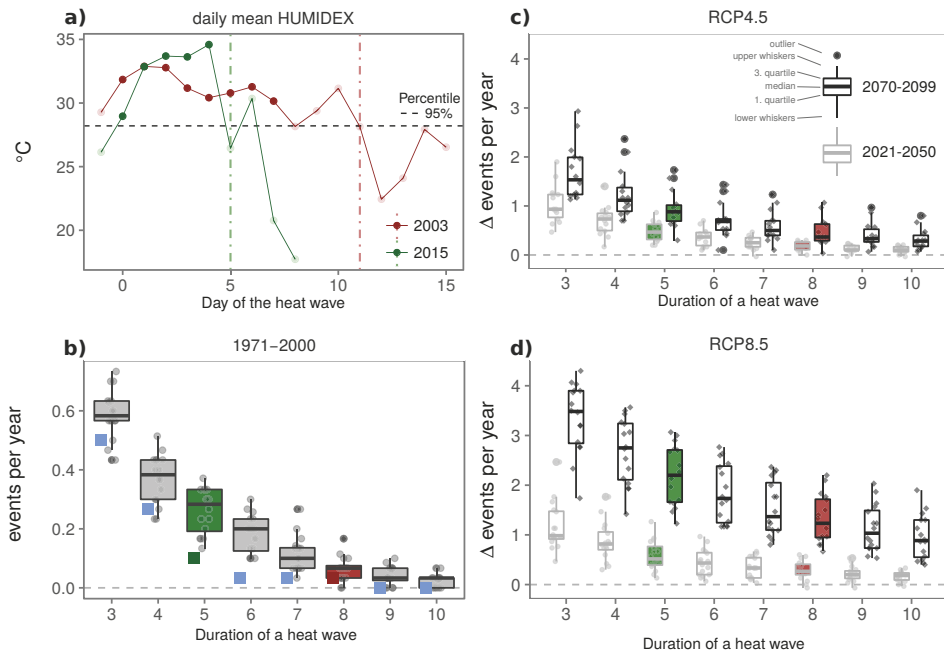 a)
daily mean HUMIDEX
35
30
25
20
°C
Percentile
95%
2003
2015
0
5
10
15
Day of the heat wave
b)
1971−2000
0.6
0.4
0.2
0.0
events per year
3 4 5 6 7 8 9 10
Duration of a heat wave
c)
RCP4.5
4
3
2
1
0
Δ events per year
outlier
upper whiskers
3. quartile
median
1. quartile
lower whiskers
2070-2099
2021-2050
3 4 5 6 7 8 9 10
Duration of a heat wave
d)
RCP8.5
4
3
2
1
0
Δ events per year
3 4 5 6 7 8 9 10
Duration of a heat wave